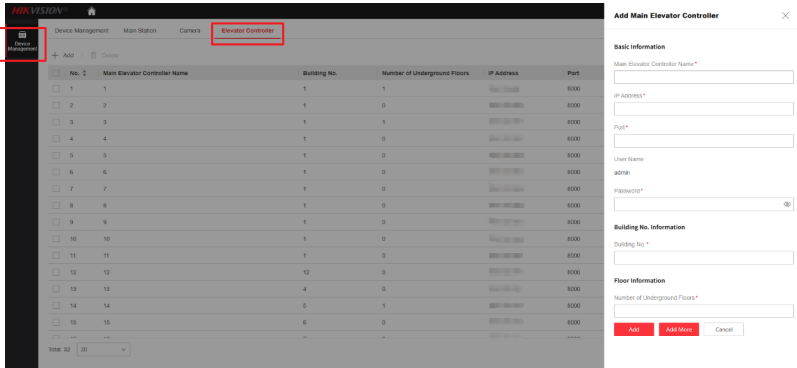 HIKVISION
Device Management
Device Management Main Station Camera Elevator Controller
+ Add Delete
No. Main Elevator Controller Name Building No. Number of Underground Floors IP Address Port
1 1 1 1 8000
2 2 1 0 8000
3 3 1 1 8000
4 4 1 0 8000
5 3 1 0 8000
6 6 1 0 8000
7 7 1 0 8000
8 8 1 0 8000
9 9 1 0 8000
10 10 1 0 8000
11 11 1 0 8000
12 12 12 0 8000
13 13 4 0 8000
14 14 5 1 8000
15 15 6 0 8000
Total: 32 20
Add Main Elevator Controller
Basic Information
Main Elevator Controller Name*
IP Address*
Port*
User Name
admin
Password*
Building No. Information
Building No.*
Floor Information
Number of Underground Floors*
Add Add More Cancel